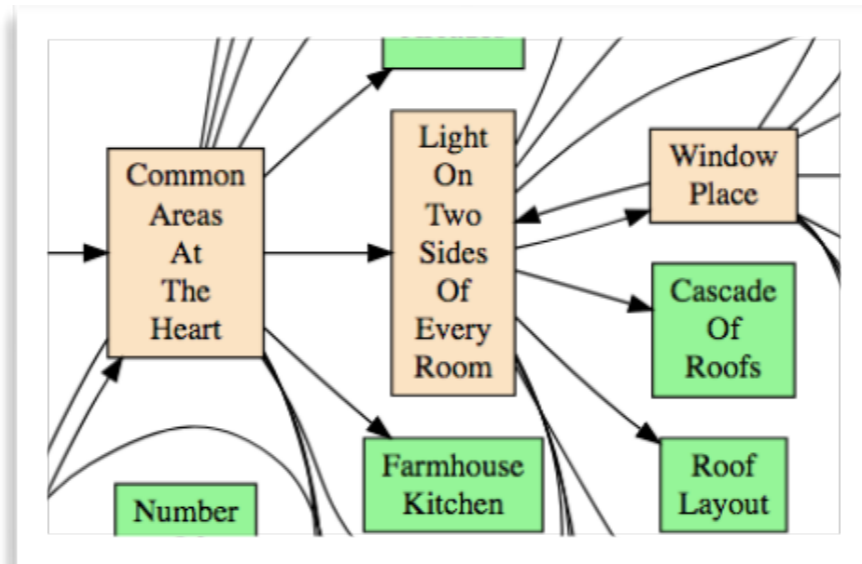 Common
Areas
At
The
Heart
Light
On
Two
Sides
Of
Every
Room
Window
Place
Cascade
Of
Roofs
Farmhouse
Kitchen
Roof
Layout
Number